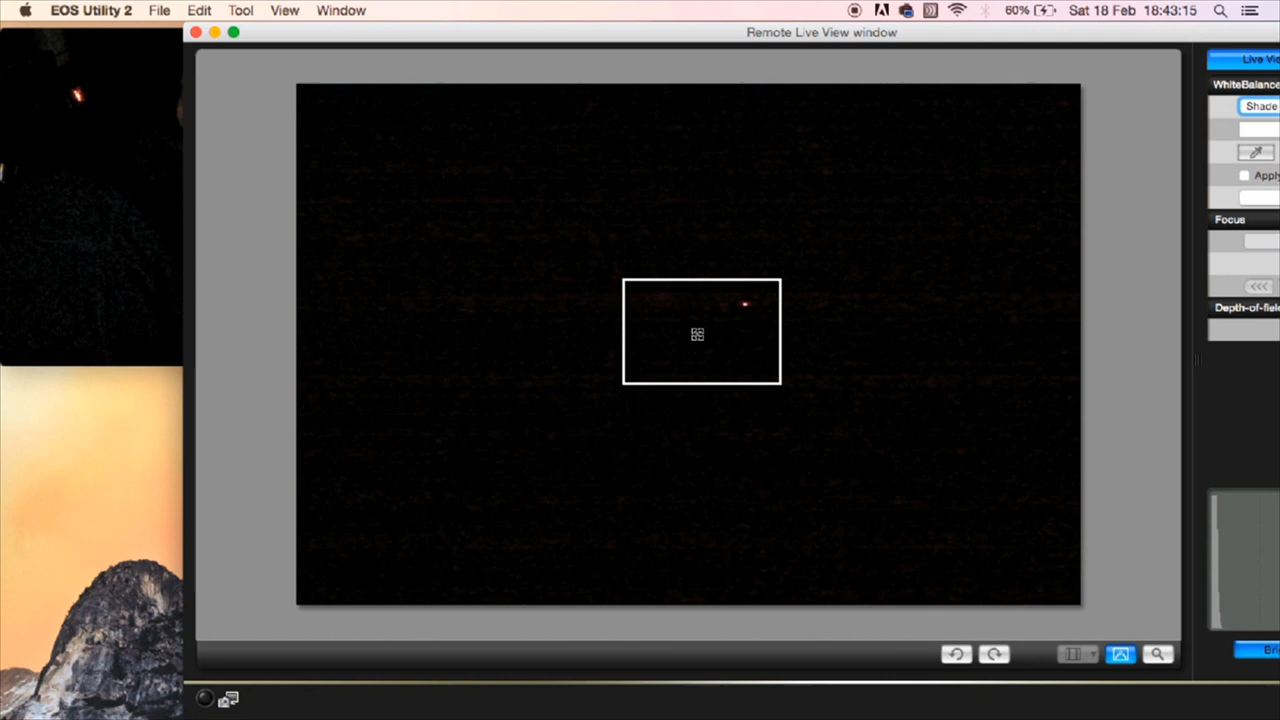 EOS Utility 2 File Edit Tool View Window 60% Sat 18 Feb 18:43:15
Remote Live View window
Live Vie
WhiteBalance
Shade
Apply
Focus
Depth-of-field
Bri